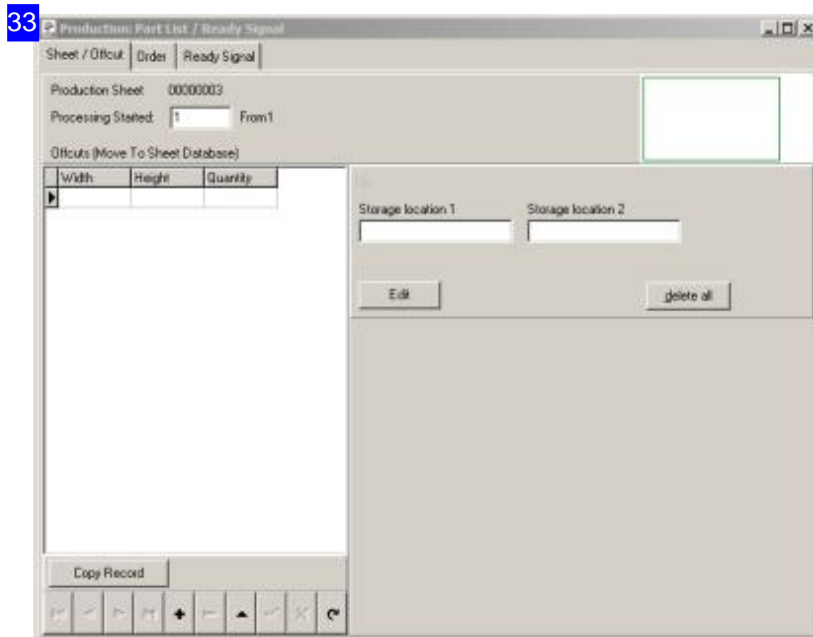 33
Production: Part List / Ready Signal
Sheet / Offcut Order Ready Signal
Production Sheet 00000003
Processing Started: 1 From1
Offcuts (Move To Sheet Database)
Width Height Quantity
Storage location 1 Storage location 2
Edit delete all
Copy Record